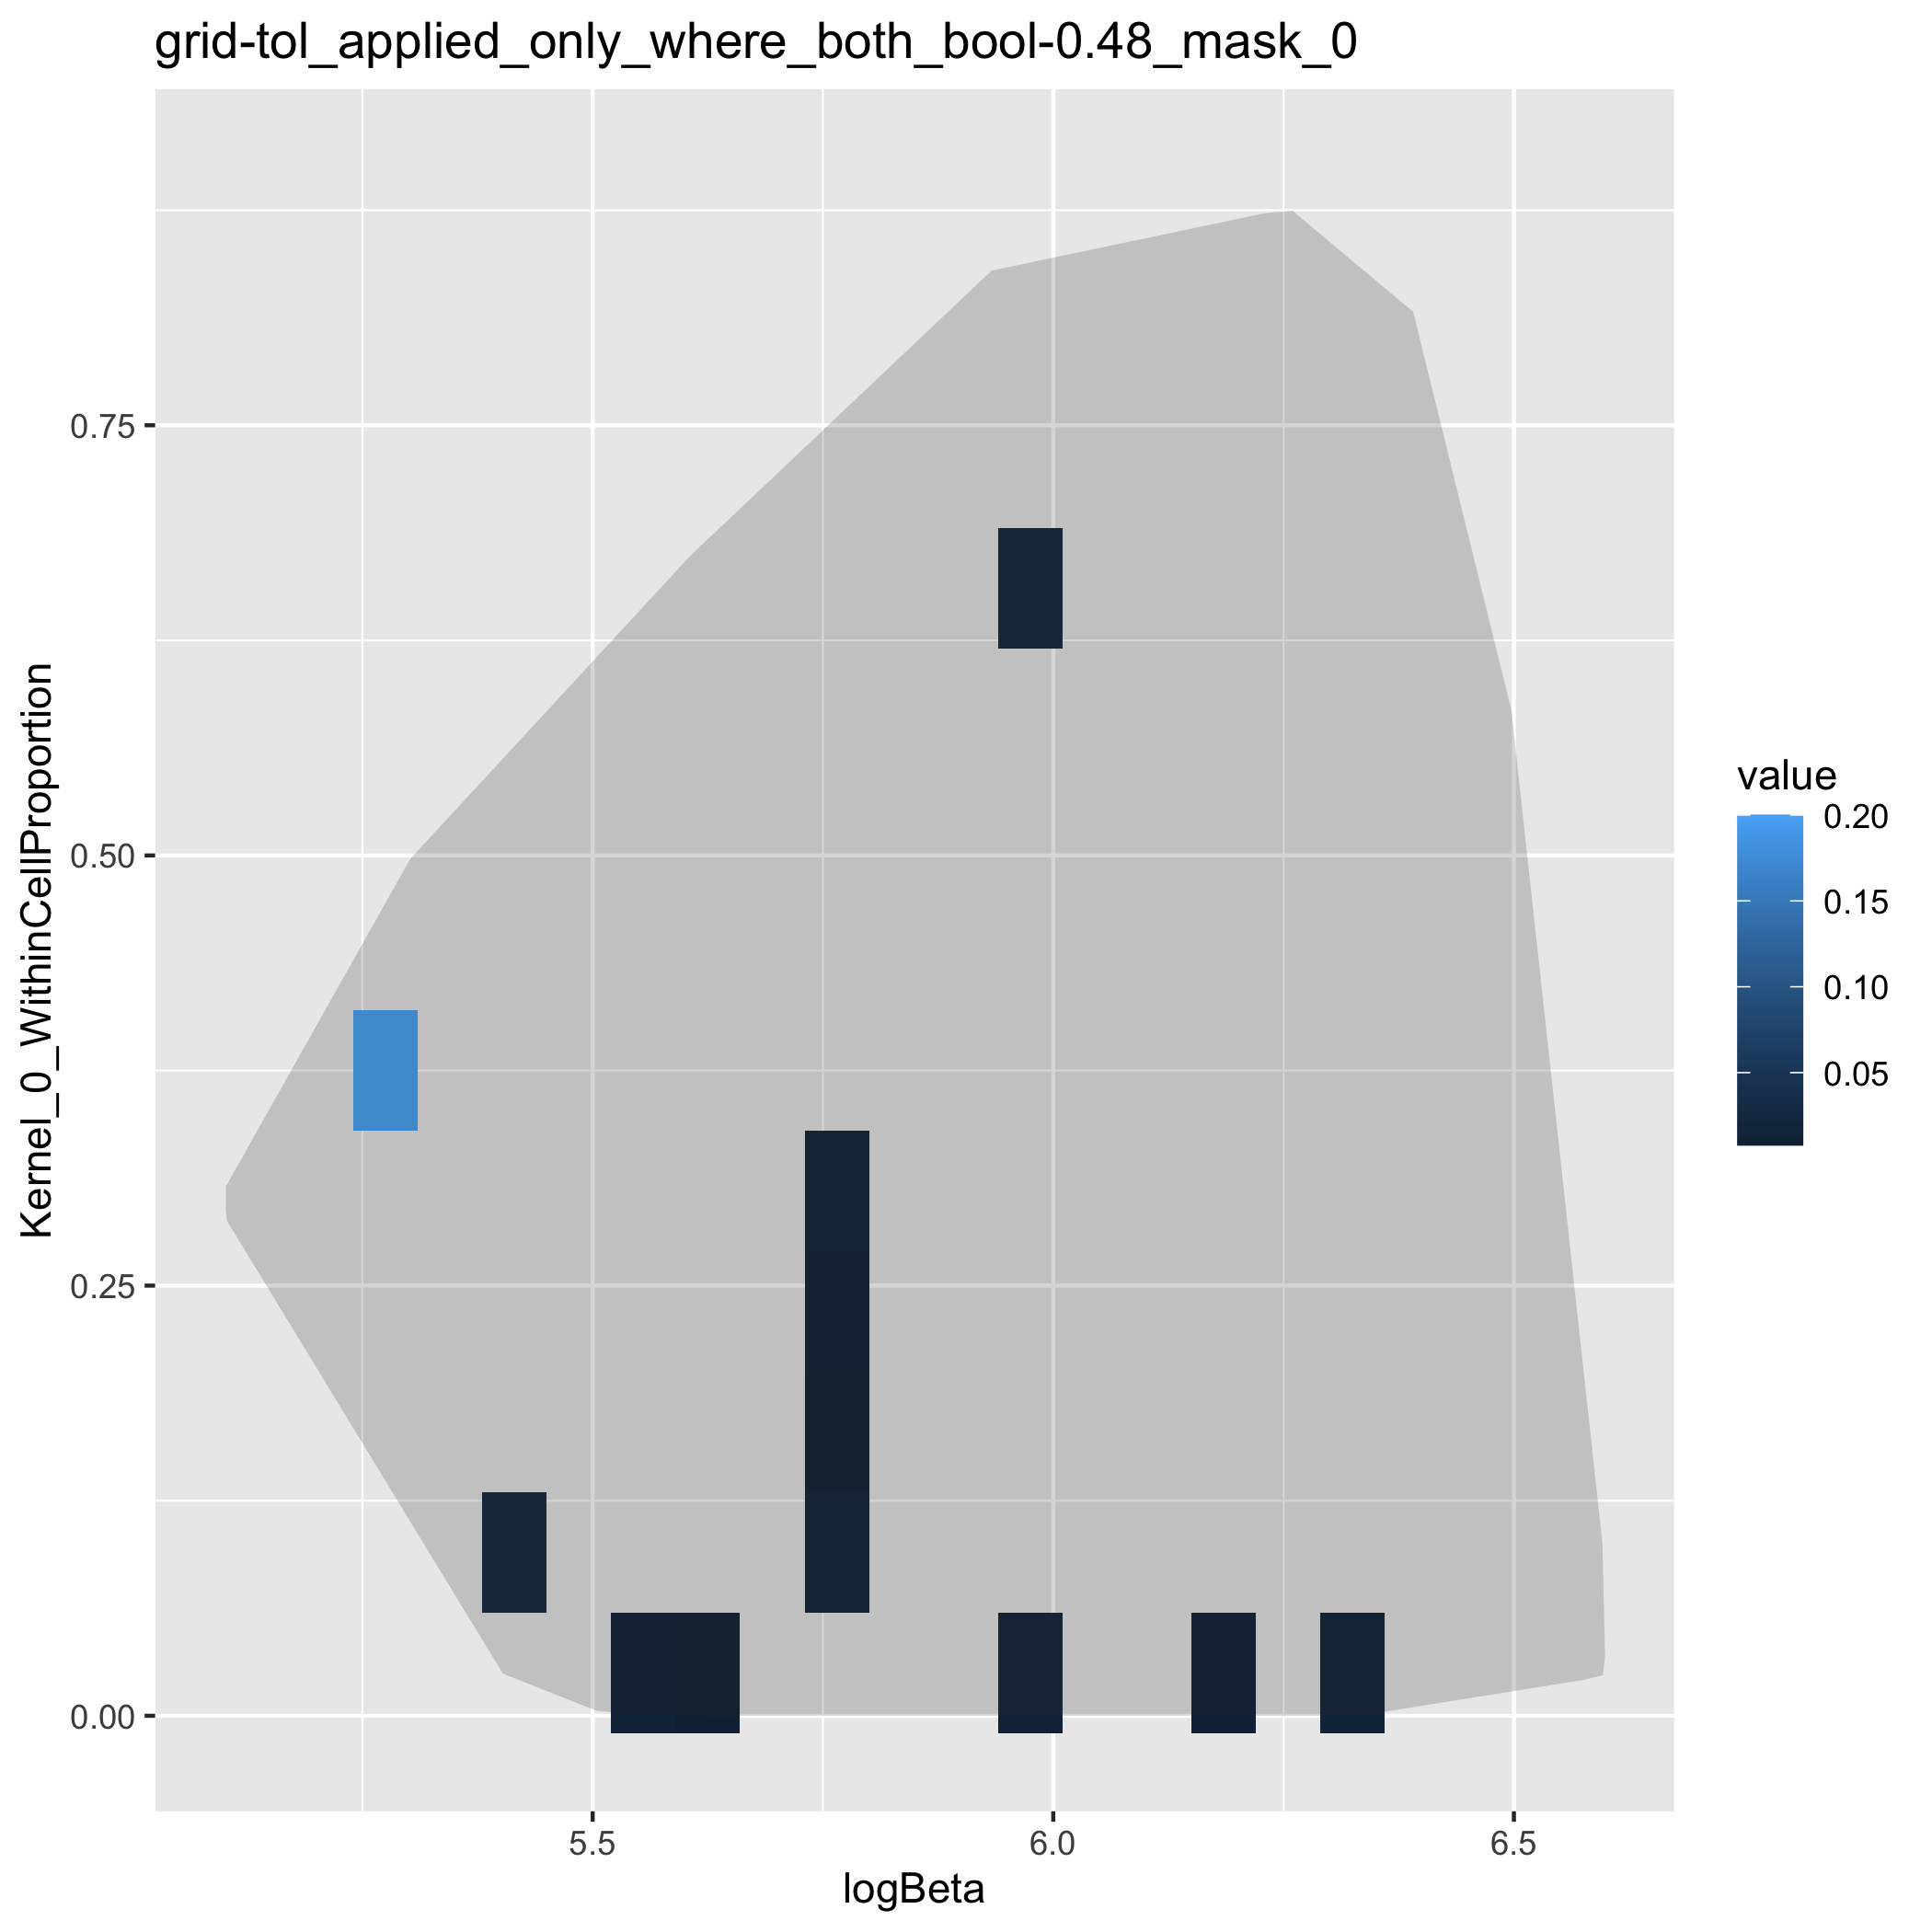 grid-tol_applied_only_where_both_bool-0.48_mask_0
Kernel_0_WithinCellProportion
0.75
0.50
0.25
0.00
5.5
6.0
6.5
logBeta
value
0.20
0.15
0.10
0.05